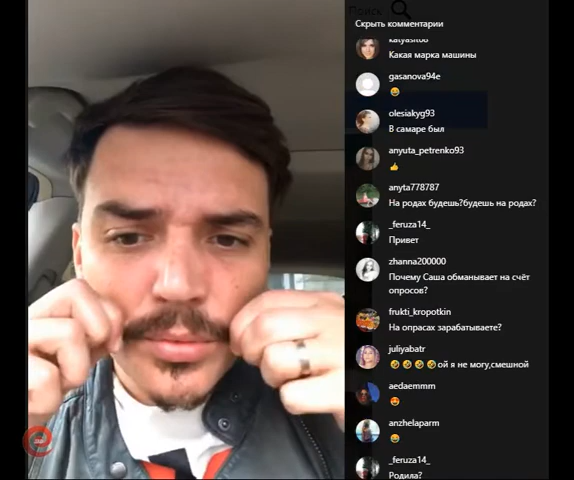 Поиск
Скрыть комментарии
katyasit08
Какая марка машины
gasanova94e
olesiakyg93
В самаре был
anyuta_petrenko93
anyta778787
На родах будешь?будешь на родах?
_feruza14_
Привет
zhanna200000
Почему Саша обманывает на счёт
опросов?
frukti_kropotkin
На опрасах зарабатываете?
juliyabatr
ой я не могу,смешной
aedaemmm
anzhelaparm
_feruza14_
Родила?